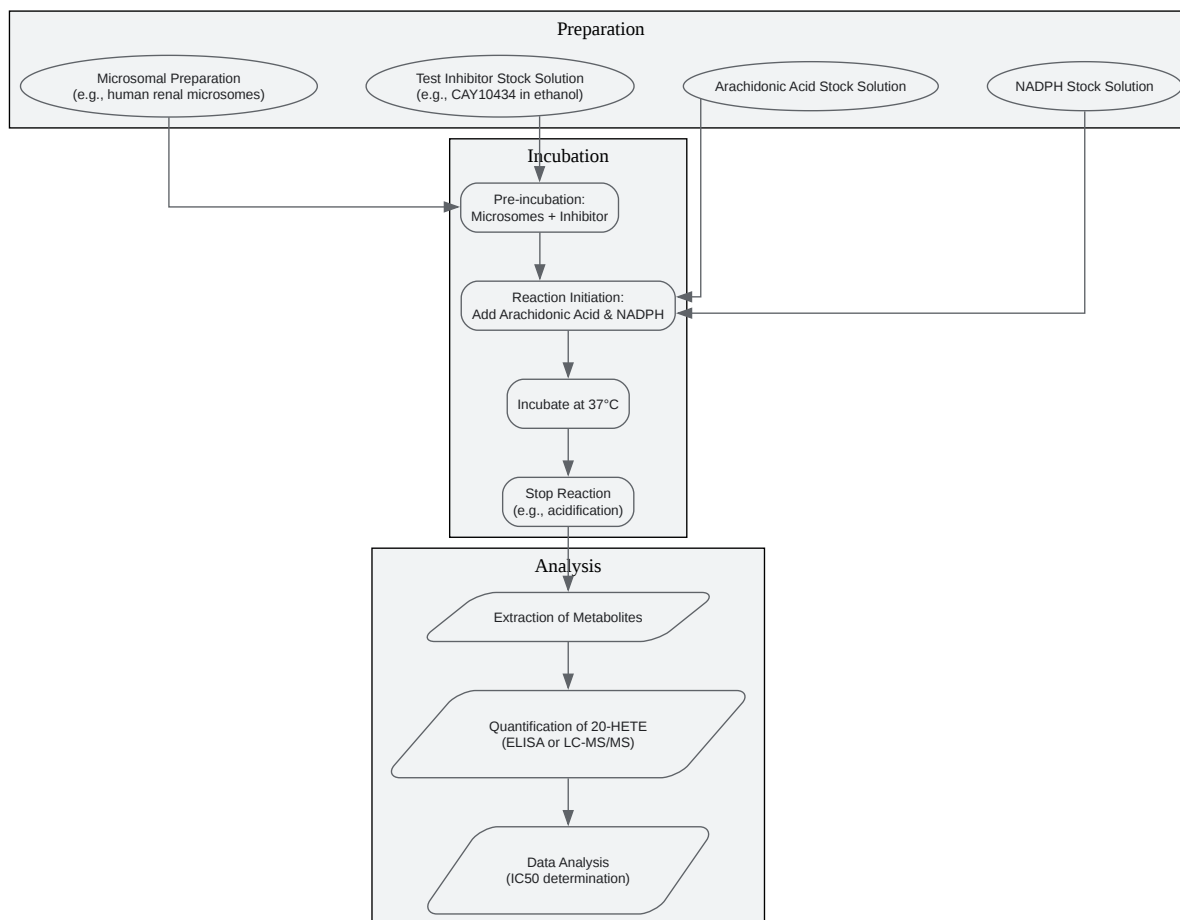 Preparation
Microsomal Preparation
(e.g., human renal microsomes)
Test Inhibitor Stock Solution
(e.g., CAY10434 in ethanol)
Arachidonic Acid Stock Solution
NADPH Stock Solution
Incubation
Pre-incubation:
Microsomes + Inhibitor
Reaction Initiation:
Add Arachidonic Acid & NADPH
Incubate at 37°C
Stop Reaction
(e.g., acidification)
Analysis
Extraction of Metabolites
Quantification of 20-HETE
(ELISA or LC-MS/MS)
Data Analysis
(IC50 determination)